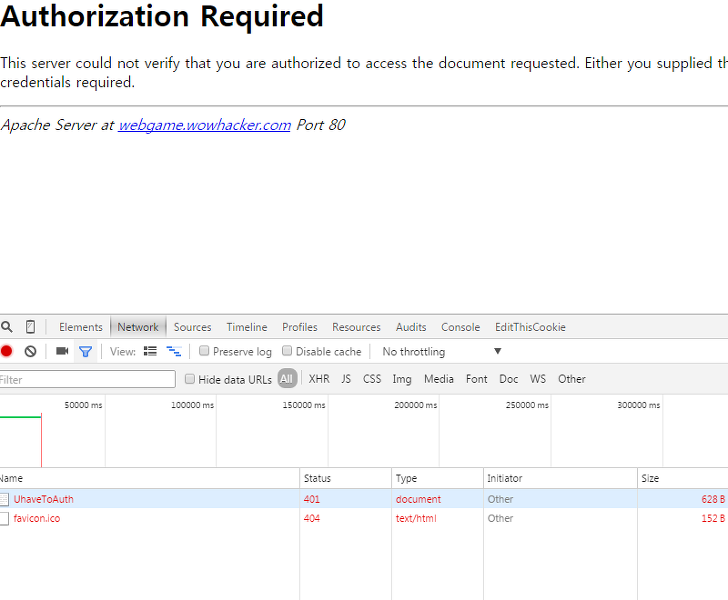 Authorization Required
This server could not verify that you are authorized to access the document requested. Either you supplied th
credentials required.
Apache Server at webgame.wowhacker.com Port 80
Elements Network Sources Timeline Profiles Resources Audits Console EditThisCookie
View: Preserve log Disable cache No throttling
Filter Hide data URLs All XHR JS CSS Img Media Font Doc WS Other
50000 ms 100000 ms 150000 ms 200000 ms 250000 ms 300000 ms
Name Status Type Initiator Size
UhaveToAuth 401 document Other 628 B
favicon.ico 404 text/html Other 152 B